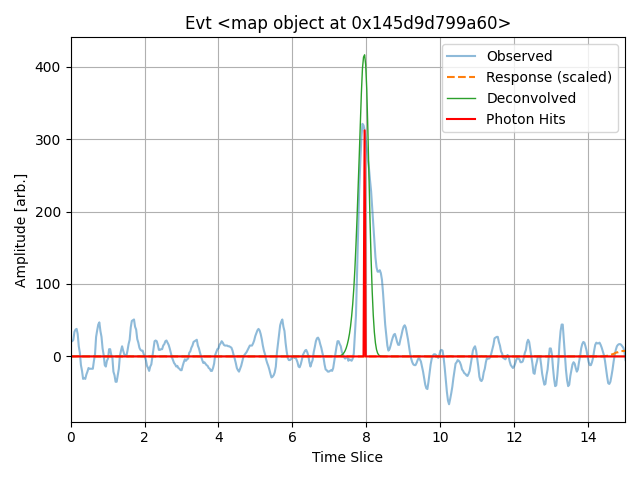 Evt <map object at 0x145d9d799a60>
Observed
Response (scaled)
Deconvolved
Photon Hits
Amplitude [arb.]
400
300
200
100
0
0 2 4 6 8 10 12 14
Time Slice